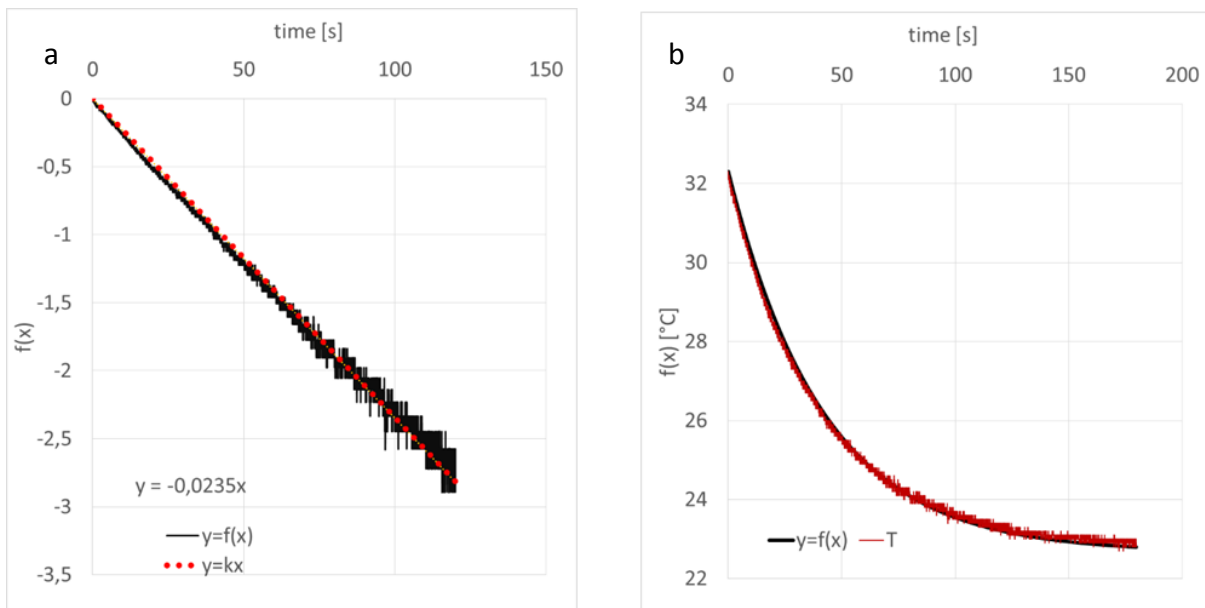 a
time [s]
0 50 100 150
0
-0,5
-1
-1,5
-2
-2,5
-3
-3,5
f(x)
y = -0,0235x
y=f(x)
y=kx
b
time [s]
0 50 100 150 200
34
32
30
28
26
24
22
f(x) [°C]
y=f(x) T